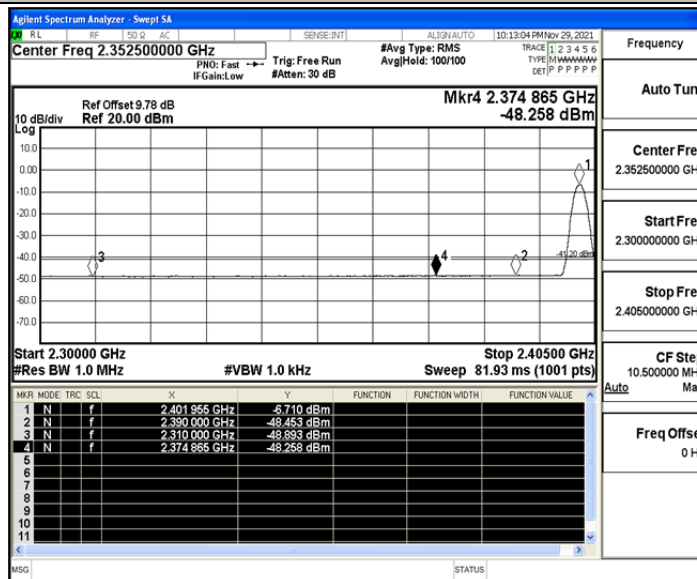 Agilent Spectrum Analyzer - Swept SA
LXI RL RF 50 Ω AC SENSE:INT ALIGN AUTO 10:13:04 PM Nov 29, 2021
Center Freq 2.352500000 GHz
#Avg Type: RMS
TRACE 1 2 3 4 5 6
PNO: Fast Trig: Free Run Avg|Hold: 100/100
TYPE M W W W W W
IFGain:Low #Atten: 30 dB
DET P P P P P P
Frequency
Mkr4 2.374 865 GHz
Ref Offset 9.78 dB
10 dB/div Ref 20.00 dBm -48.258 dBm
Log
10.0
0.00
-10.0
-20.0
-30.0
-40.0
-50.0
-60.0
-70.0
1
3
4
2
-41.20 dBm
Start 2.30000 GHz Stop 2.40500 GHz
#Res BW 1.0 MHz #VBW 1.0 kHz Sweep 81.93 ms (1001 pts)
MKR MODE TRC SCL X Y FUNCTION FUNCTION WIDTH FUNCTION VALUE
1 N f 2.401 955 GHz -6.710 dBm
2 N f 2.390 000 GHz -48.453 dBm
3 N f 2.310 000 GHz -48.893 dBm
4 N f 2.374 865 GHz -48.258 dBm
5
6
7
8
9
10
11
MSG STATUS
Auto Tun
Center Fre
2.352500000 GH
Start Fre
2.300000000 GH
Stop Fre
2.405000000 GH
CF Ste
10.500000 MH
Auto Ma
Freq Offse
0 H